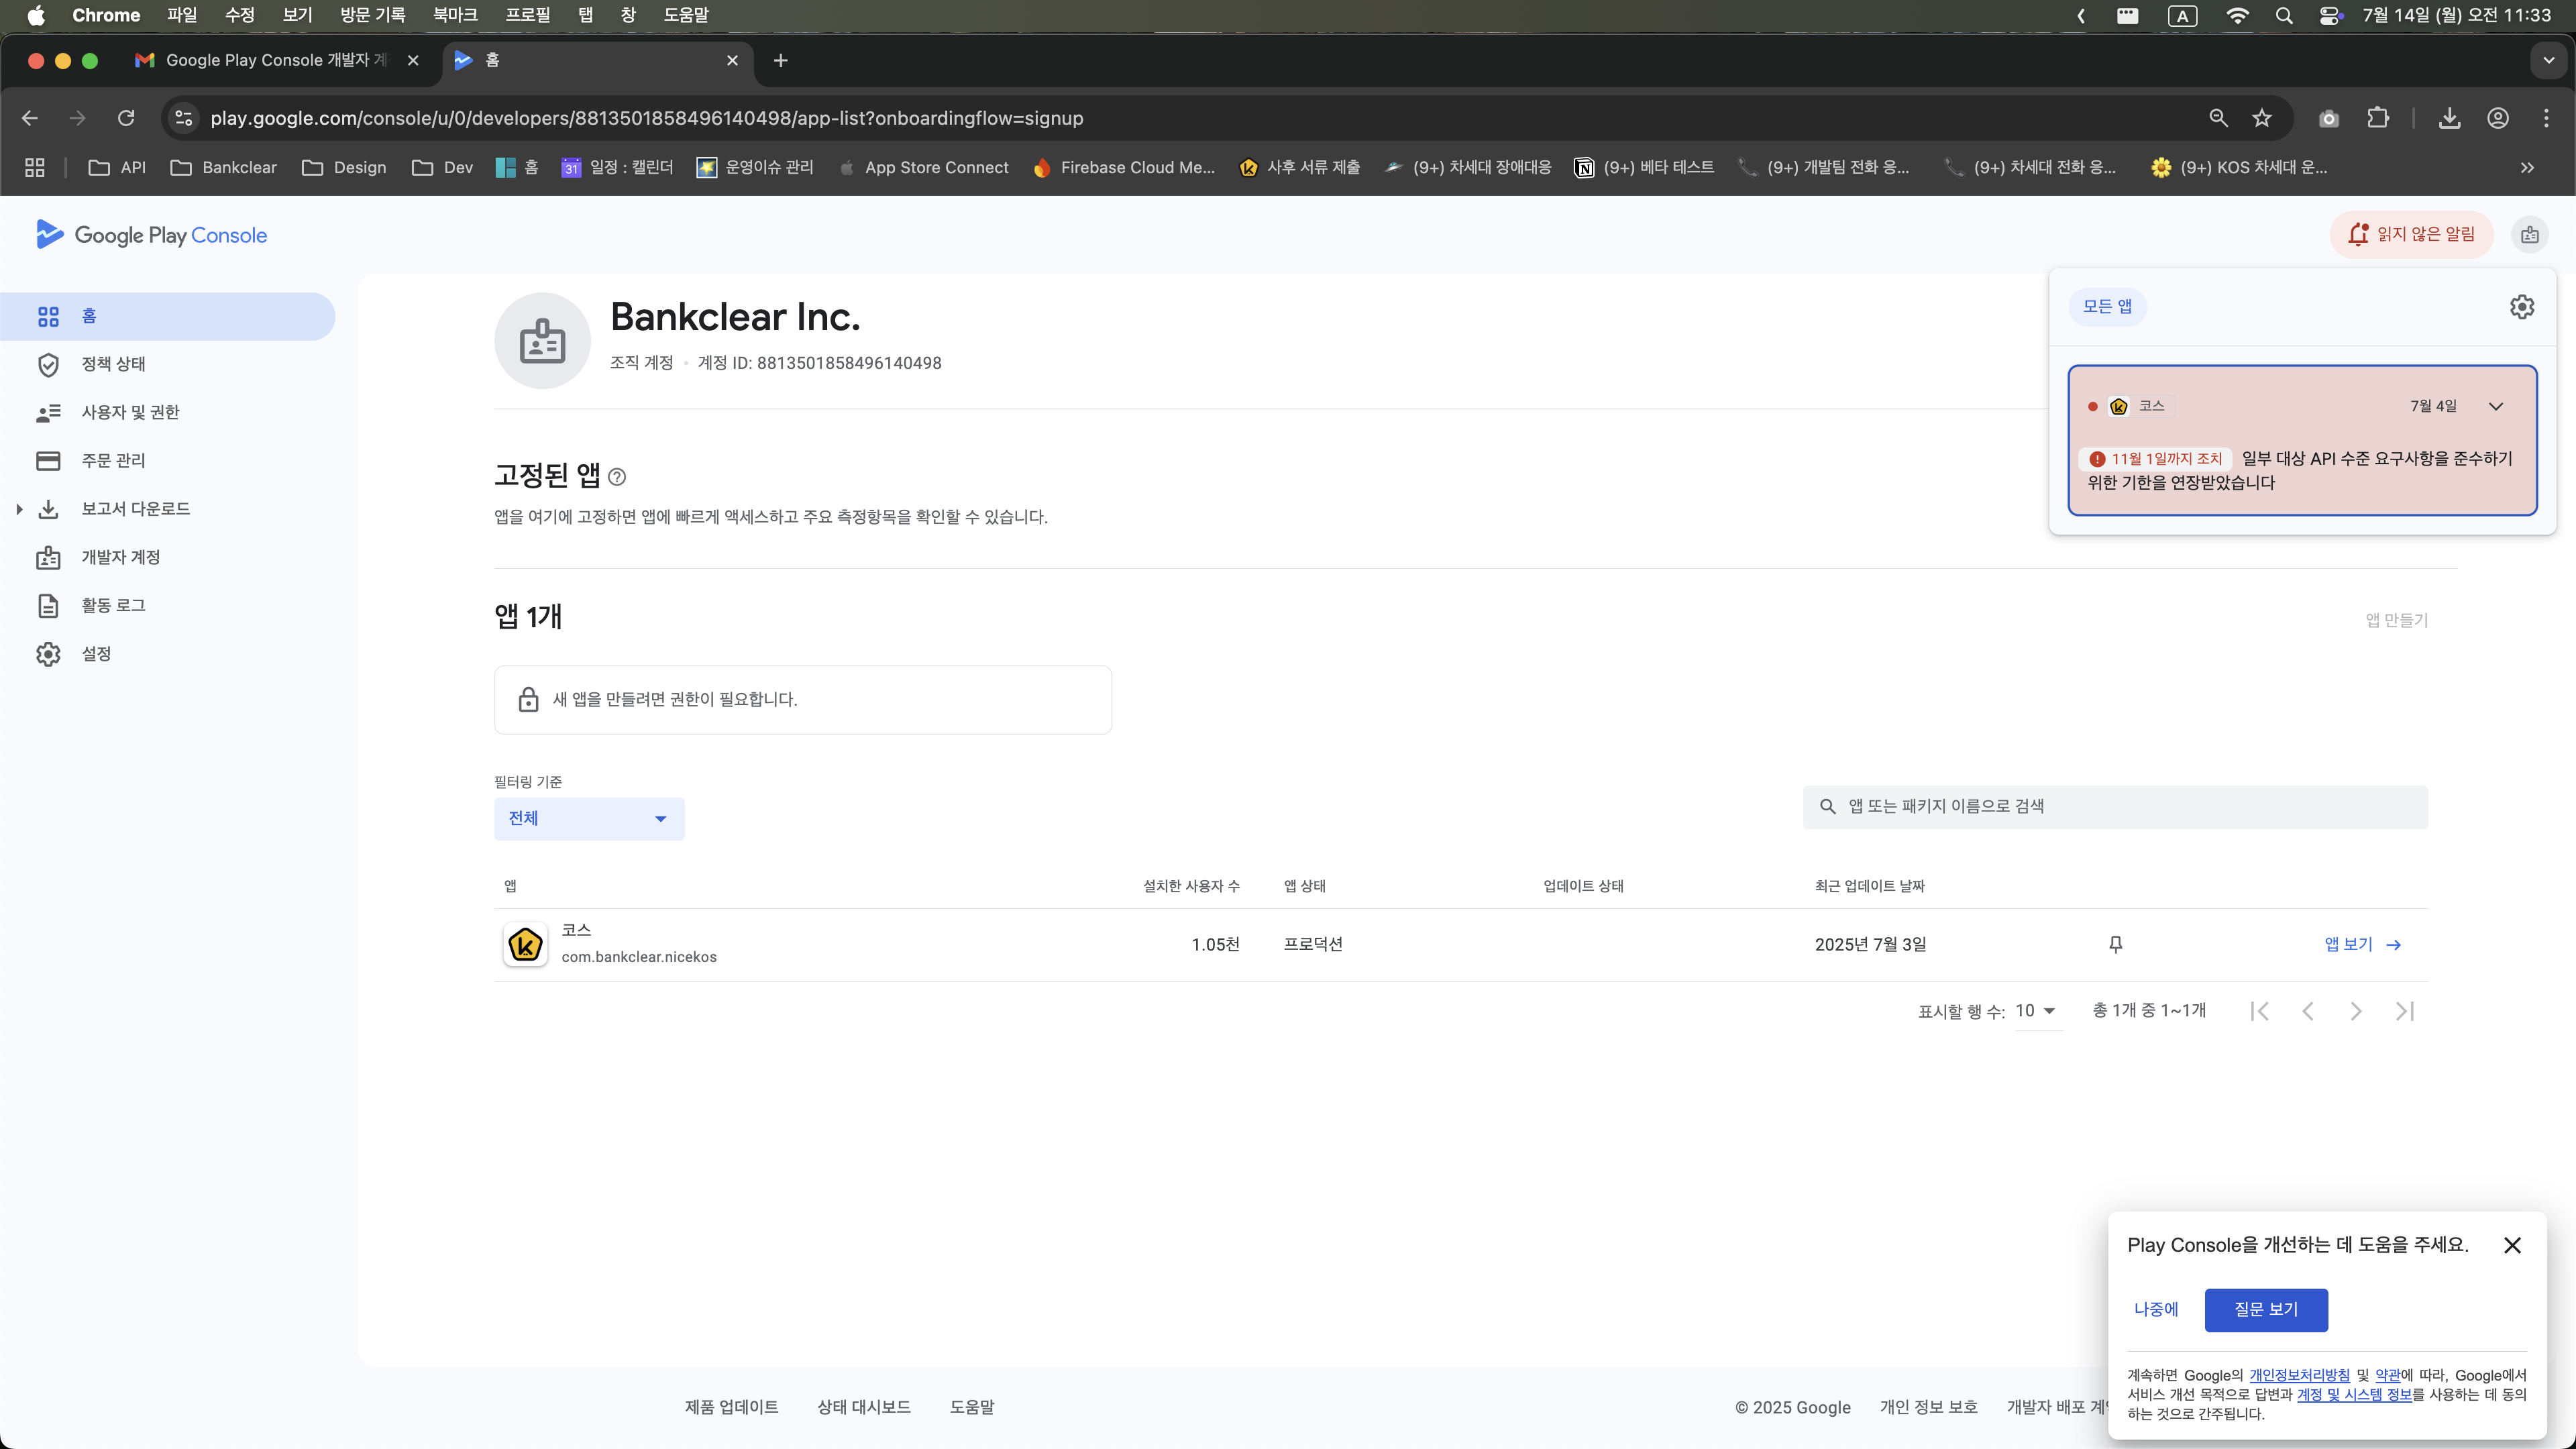 Chrome 파일 수정 보기 방문 기록 북마크 프로필 탭 창 도움말 A 7월 14일 (월) 오전 11:33
Google Play Console 개발자 계 홈
play.google.com/console/u/0/developers/8813501858496140498/app-list?onboardingflow=signup
API Bankclear Design Dev 홈 31 일정 : 캘린더 운영이슈 관리 App Store Connect Firebase Cloud Me... 사후 서류 제출 (9+) 차세대 장애대응 (9+) 베타 테스트 (9+) 개발팀 전화 응... (9+) 차세대 전화 응... (9+) KOS 차세대 운...
Google Play Console
읽지 않은 알림
홈
정책 상태
사용자 및 권한
주문 관리
보고서 다운로드
개발자 계정
활동 로그
설정
Bankclear Inc.
조직 계정 • 계정 ID: 8813501858496140498
모든 앱
코스 7월 4일
11월 1일까지 조치 일부 대상 API 수준 요구사항을 준수하기
위한 기한을 연장받았습니다
고정된 앱
앱을 여기에 고정하면 앱에 빠르게 액세스하고 주요 측정항목을 확인할 수 있습니다.
앱 1개
앱 만들기
새 앱을 만들려면 권한이 필요합니다.
필터링 기준
전체
앱 또는 패키지 이름으로 검색
앱 설치한 사용자 수 앱 상태 업데이트 상태 최근 업데이트 날짜
코스
com.bankclear.nicekos
1.05천 프로덕션 2025년 7월 3일 앱 보기
표시할 행 수: 10 총 1개 중 1~1개
Play Console을 개선하는 데 도움을 주세요.
나중에 질문 보기
계속하면 Google의 개인정보처리방침 및 약관에 따라, Google에서
서비스 개선 목적으로 답변과 계정 및 시스템 정보를 사용하는 데 동의
하는 것으로 간주됩니다.
제품 업데이트 상태 대시보드 도움말 © 2025 Google 개인 정보 보호 개발자 배포